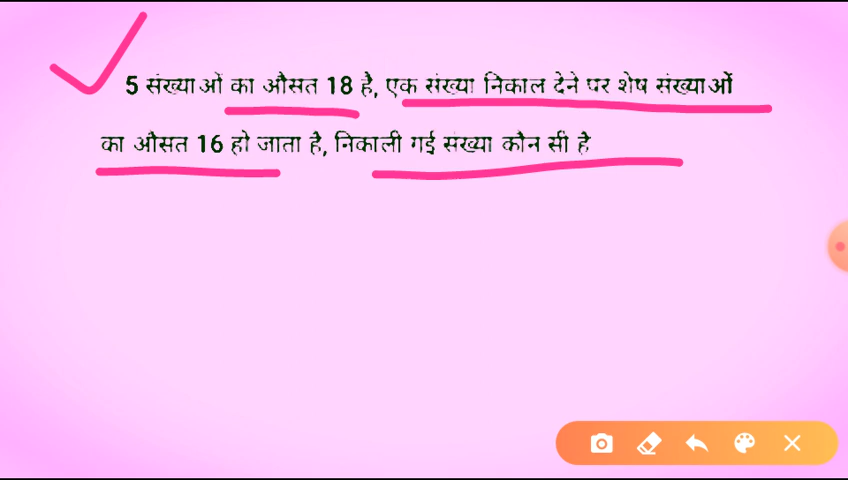 5 संख्याओं का औसत 18 है, एक संख्या निकाल देने पर शेष संख्याओं
का औसत 16 हो जाता है, निकाली गई संख्या कौन सी है